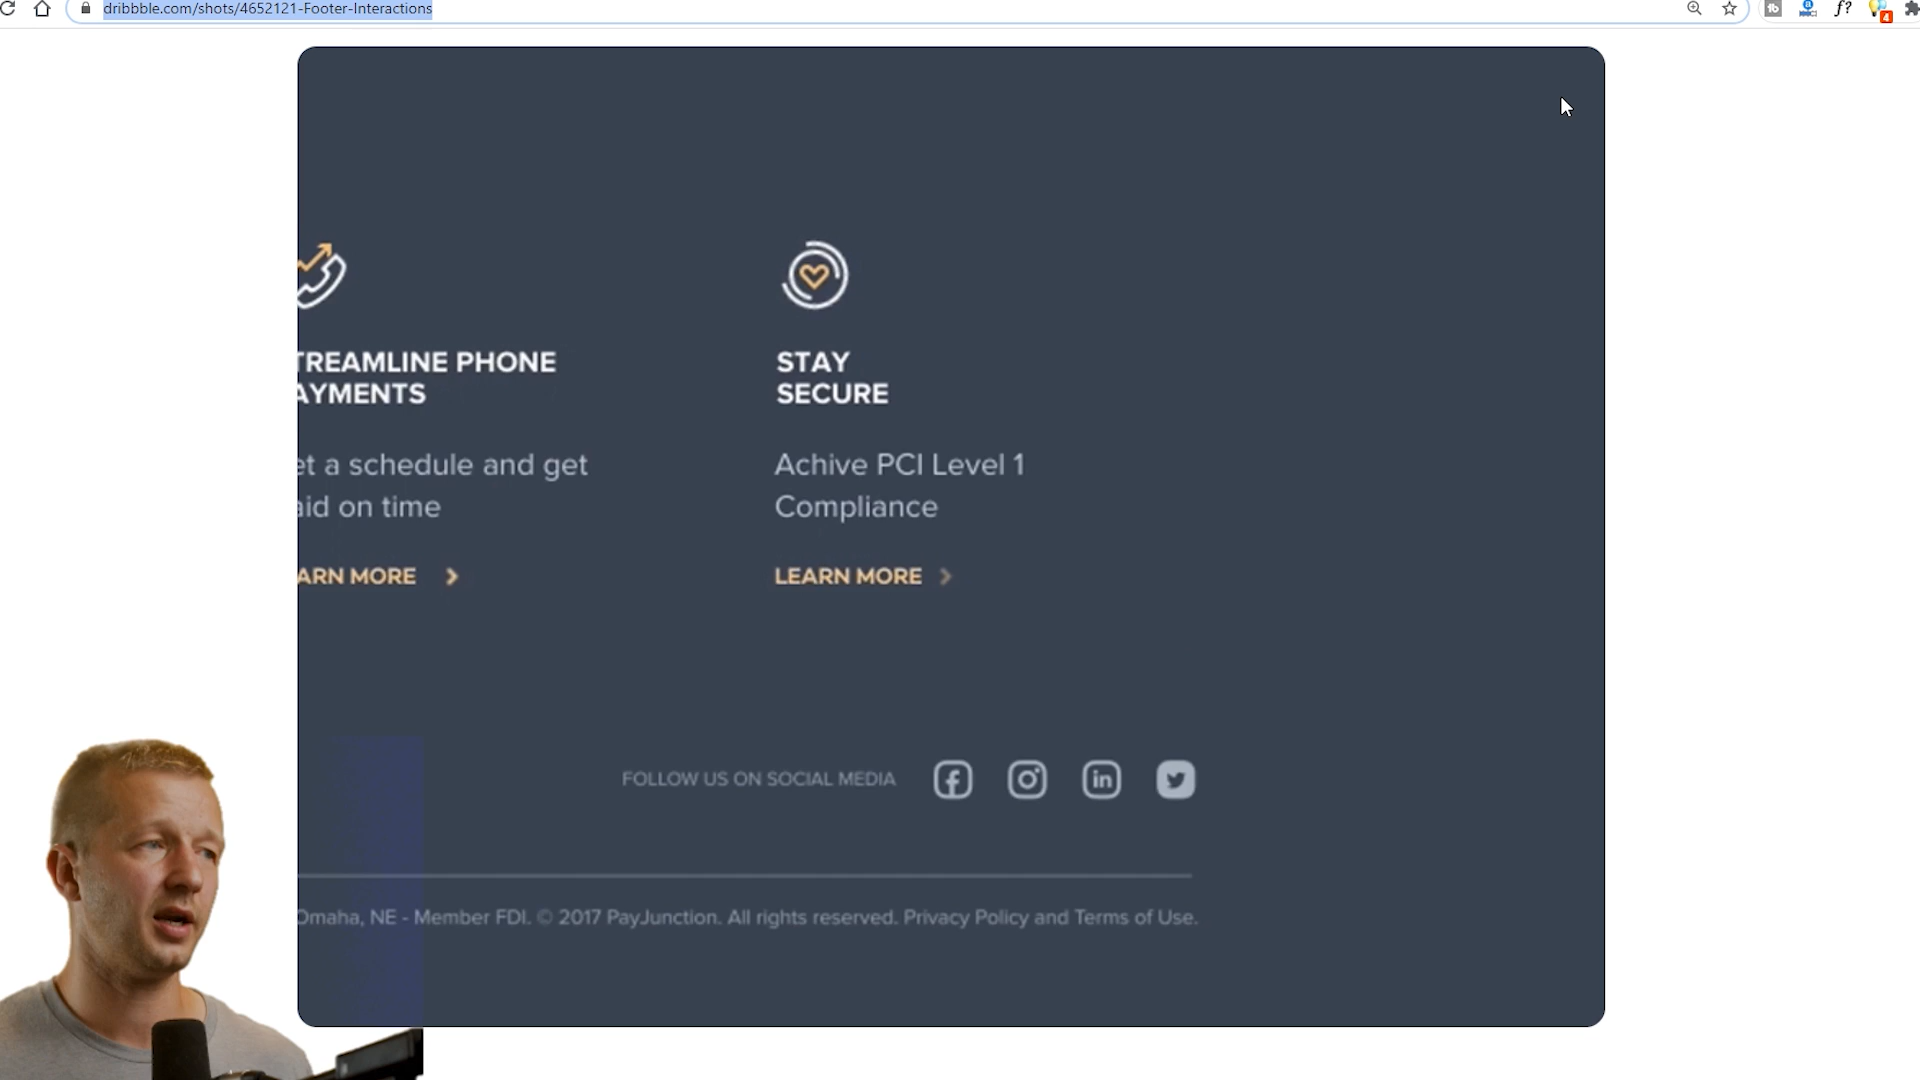 dribbble.com/shots/4652121-Footer-Interactions
4
TREAMLINE PHONE
AYMENTS
et a schedule and get
aid on time
ARN MORE
STAY
SECURE
Achive PCI Level 1
Compliance
LEARN MORE
FOLLOW US ON SOCIAL MEDIA
in
Omaha, NE - Member FDI. © 2017 PayJunction. All rights reserved. Privacy Policy and Terms of Use.